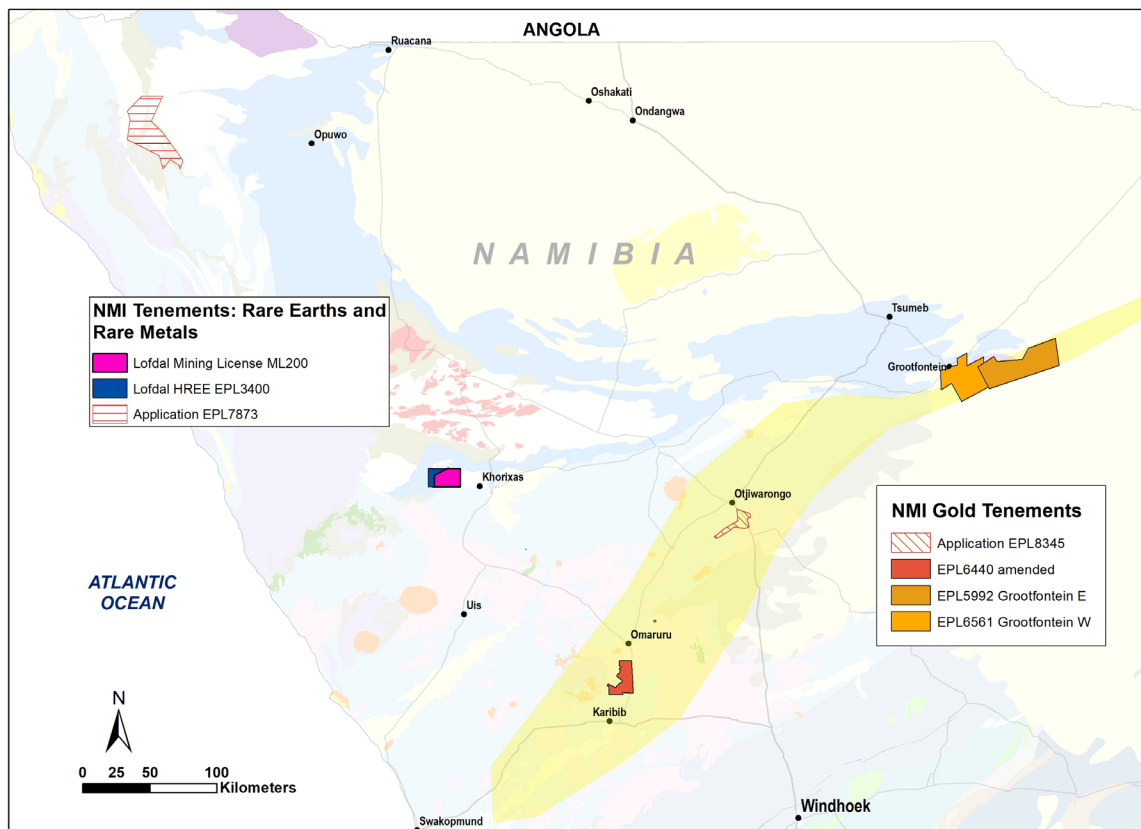 ANGOLA
Ruacana
Oshakati
Ondangwa
Opuwo
NAMIBIA
NMI Tenements: Rare Earths and
Rare Metals
Lofdal Mining License ML200
Lofdal HREE EPL3400
Application EPL7873
Tsumeb
Grootfontein
Khorixas
Otjiwarongo
NMI Gold Tenements
Application EPL8345
EPL6440 amended
EPL5992 Grootfontein E
EPL6561 Grootfontein W
ATLANTIC
OCEAN
Uis
Omaruru
Karibib
N
0 25 50 100
Kilometers
Windhoek
Swakopmund